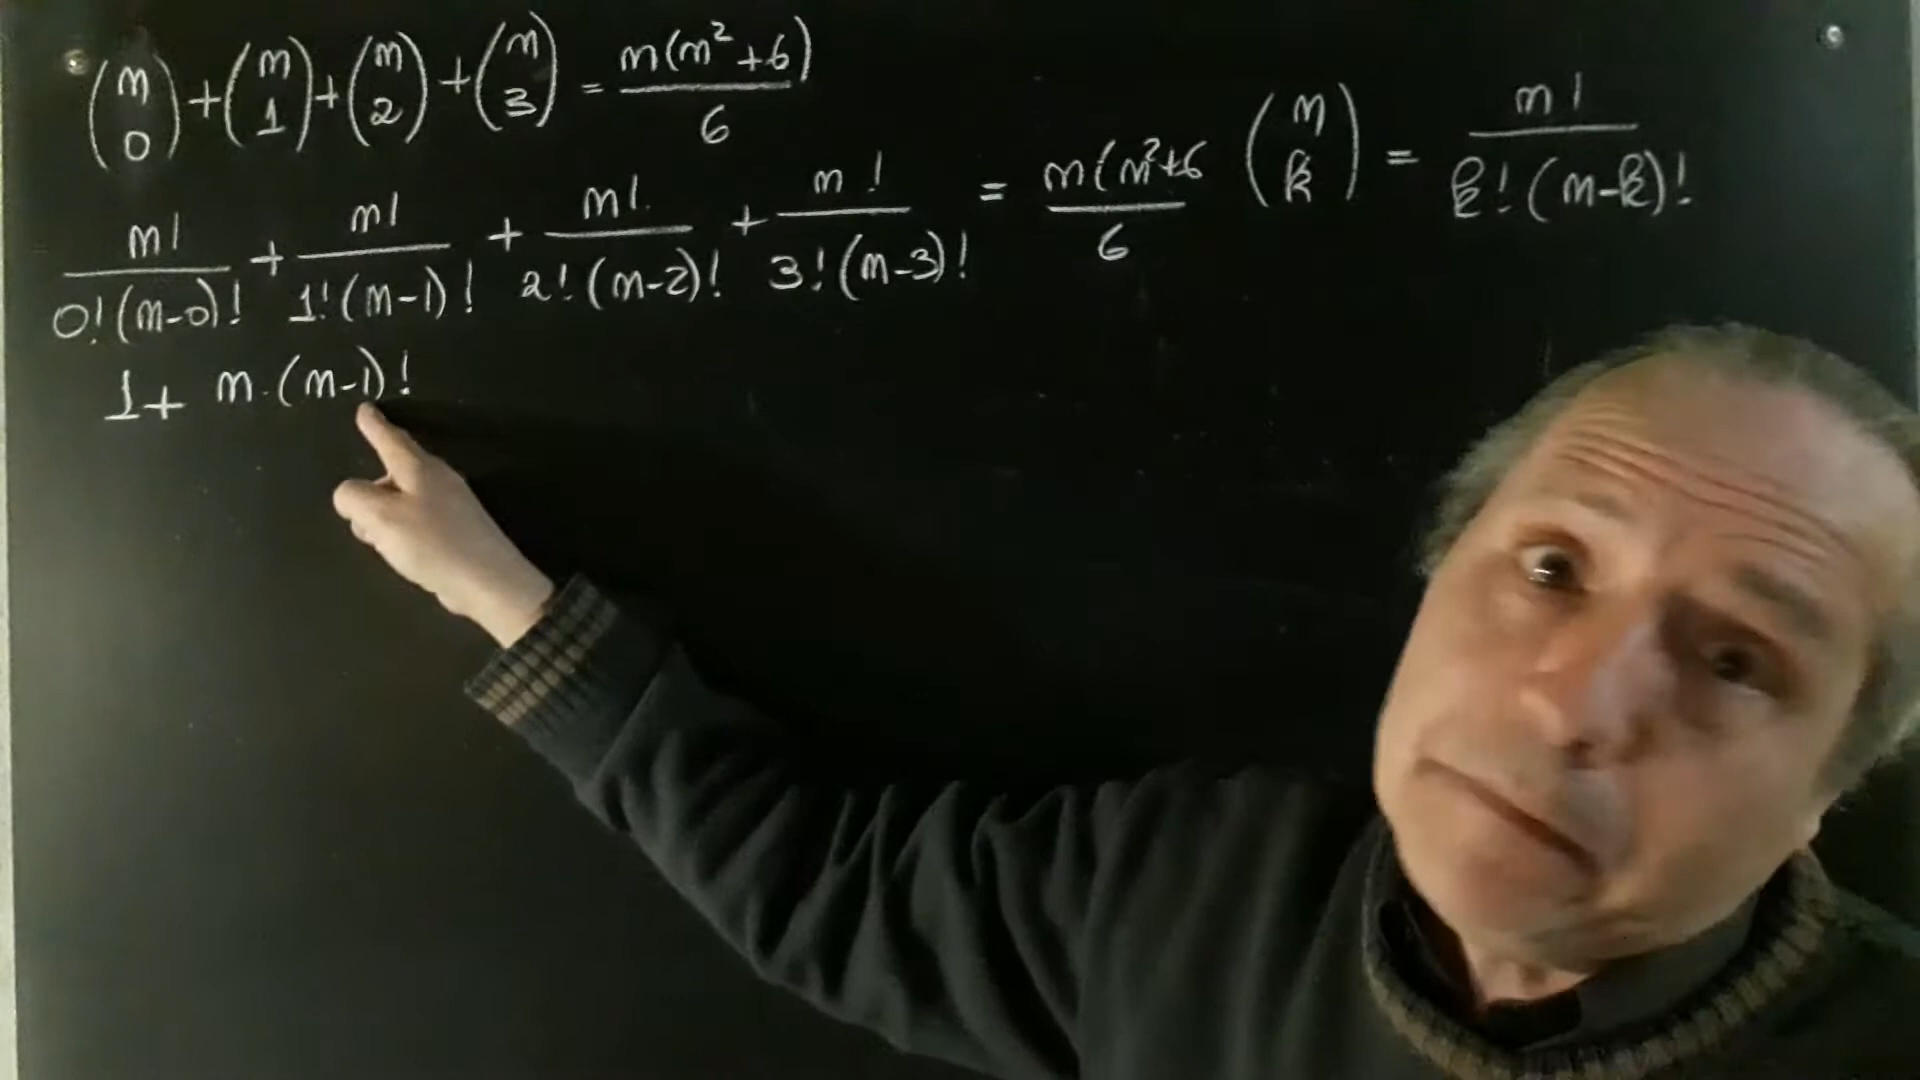 (m 0) + (m 1) + (m 2) + (m 3) = m(m²+6) / 6
m! / 0!(m-0)! + m! / 1!(m-1)! + m! / 2!(m-2)! + m! / 3!(m-3)! = m(m²+6 / 6
(m k) = m! / k!(m-k)!
1 + m·(m-1)!